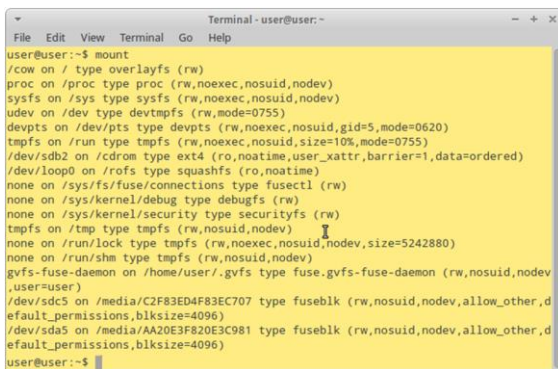 Terminal - user@user: ~
File Edit View Terminal Go Help
user@user:~$ mount
/cow on / type overlayfs (rw)
proc on /proc type proc (rw,noexec,nosuid,nodev)
sysfs on /sys type sysfs (rw,noexec,nosuid,nodev)
udev on /dev type devtmpfs (rw,mode=0755)
devpts on /dev/pts type devpts (rw,noexec,nosuid,gid=5,mode=0620)
tmpfs on /run type tmpfs (rw,noexec,nosuid,size=10%,mode=0755)
/dev/sdb2 on /cdrom type ext4 (ro,noatime,user_xattr,barrier=1,data=ordered)
/dev/loop0 on /rofs type squashfs (ro,noatime)
none on /sys/fs/fuse/connections type fusectl (rw)
none on /sys/kernel/debug type debugfs (rw)
none on /sys/kernel/security type securityfs (rw)
tmpfs on /tmp type tmpfs (rw,nosuid,nodev)
none on /run/lock type tmpfs (rw,noexec,nosuid,nodev,size=5242880)
none on /run/shm type tmpfs (rw,nosuid,nodev)
gvfs-fuse-daemon on /home/user/.gvfs type fuse.gvfs-fuse-daemon (rw,nosuid,nodev
,user=user)
/dev/sdc5 on /media/C2F83ED4F83EC707 type fuseblk (rw,nosuid,nodev,allow_other,d
efault_permissions,blksize=4096)
/dev/sda5 on /media/AA20E3F820E3C981 type fuseblk (rw,nosuid,nodev,allow_other,d
efault_permissions,blksize=4096)
user@user:~$